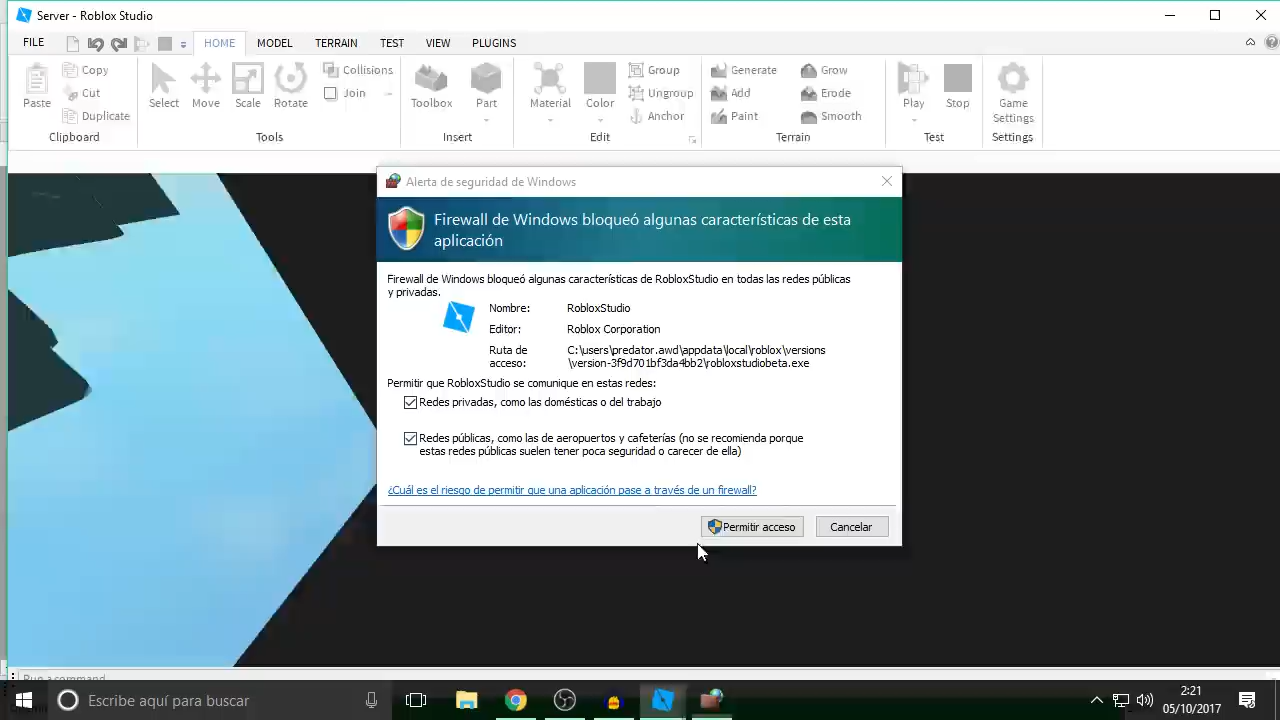 Server - Roblox Studio
FILE
HOME
MODEL
TERRAIN
TEST
VIEW
PLUGINS
Paste
Copy
Cut
Duplicate
Clipboard
Select
Move
Scale
Rotate
Collisions
Join
Tools
Toolbox
Part
Insert
Material
Color
Group
Ungroup
Anchor
Edit
Generate
Add
Paint
Grow
Erode
Smooth
Terrain
Play
Stop
Test
Game
Settings
Settings
Alerta de seguridad de Windows
Firewall de Windows bloqueó algunas características de esta
aplicación
Firewall de Windows bloqueó algunas características de RobloxStudio en todas las redes públicas
y privadas.
Nombre: RobloxStudio
Editor: Roblox Corporation
Ruta de
acceso:
C:\users\predator.awd\appdata\local\roblox\versions
\version-3f9d701bf3da4bb2\robloxstudiobeta.exe
Permitir que RobloxStudio se comunique en estas redes:
Redes privadas, como las domésticas o del trabajo
Redes públicas, como las de aeropuertos y cafeterías (no se recomienda porque
estas redes públicas suelen tener poca seguridad o carecer de ella)
¿Cuál es el riesgo de permitir que una aplicación pase a través de un firewall?
Permitir acceso
Cancelar
Run a command
Escribe aquí para buscar
2:21
05/10/2017